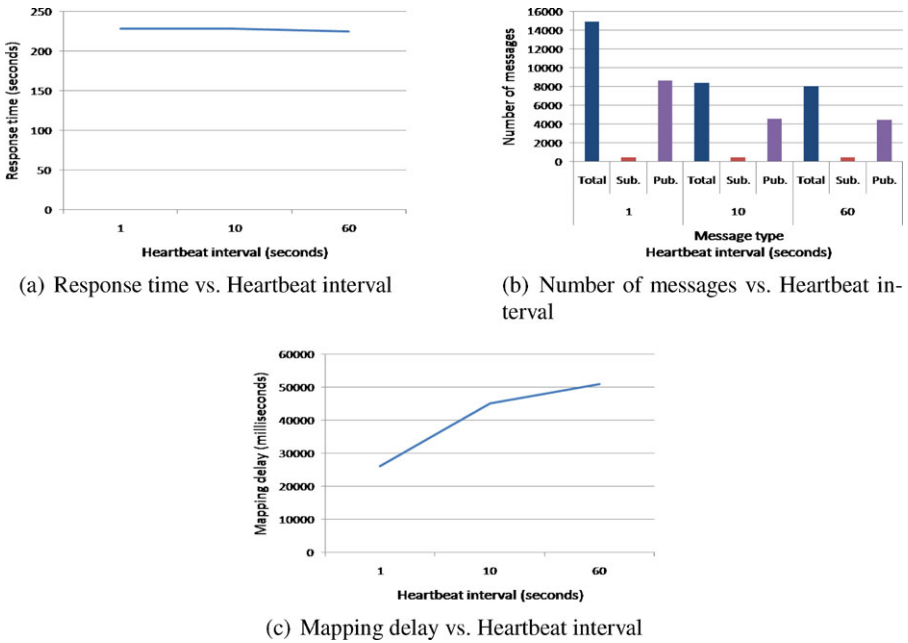 250
200
150
100
50
0
Response time (seconds)
1 10 60
Heartbeat interval (seconds)
(a) Response time vs. Heartbeat interval
16000
14000
12000
10000
8000
6000
4000
2000
0
Number of messages
Total Sub. Pub. Total Sub. Pub. Total Sub. Pub.
1 10 60
Message type
Heartbeat interval (seconds)
(b) Number of messages vs. Heartbeat in-
terval
60000
50000
40000
30000
20000
10000
0
Mapping delay (milliseconds)
1 10 60
Heartbeat interval (seconds)
(c) Mapping delay vs. Heartbeat interval